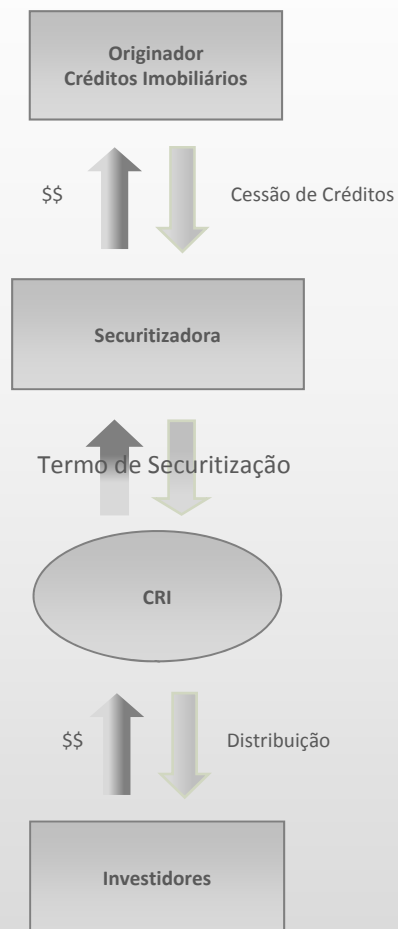 Originador
Créditos Imobiliários
$$
Cessão de Créditos
Securitizadora
Termo de Securitização
CRI
$$
Distribuição
Investidores